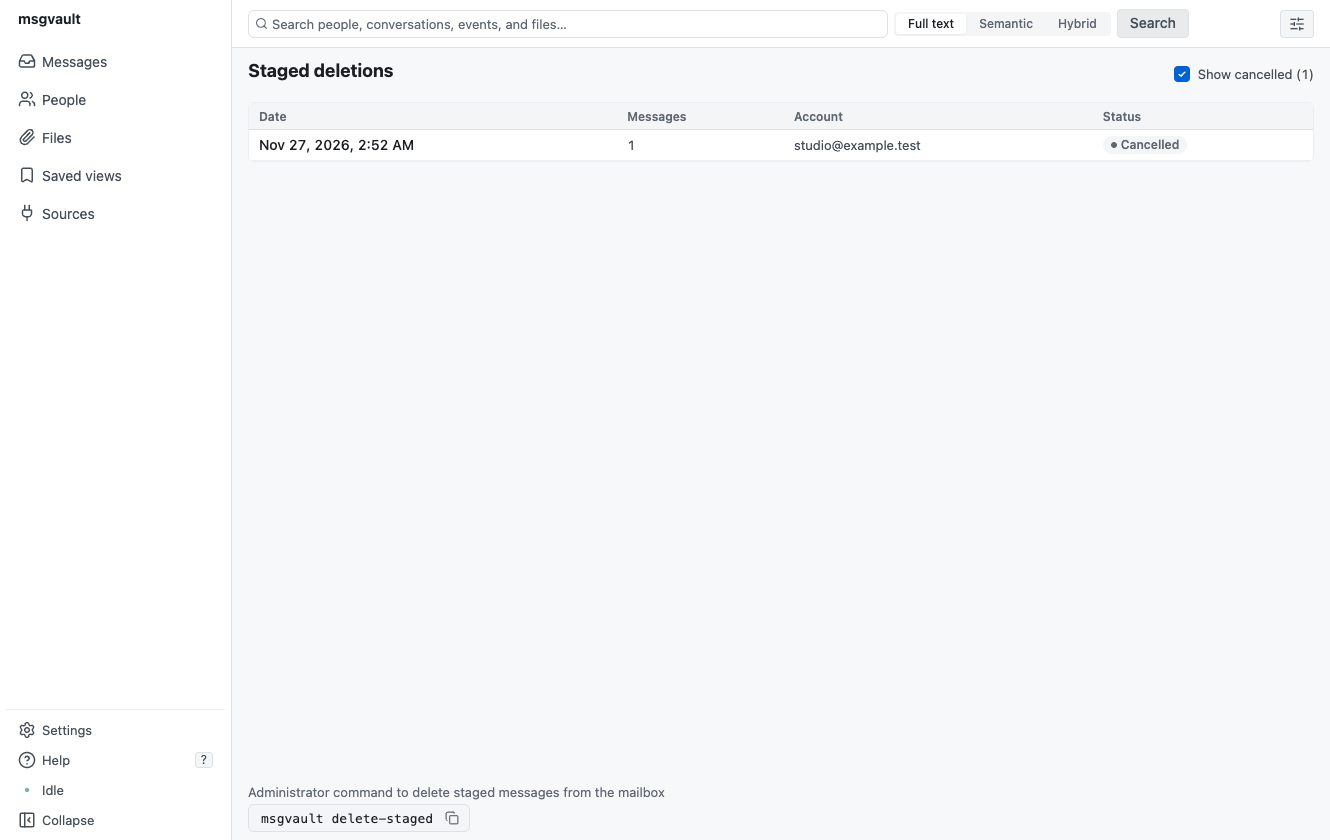 msgvault
Search people, conversations, events, and files...
Full text
Semantic
Hybrid
Search
Messages
People
Files
Saved views
Sources
Staged deletions
Show cancelled (1)
Date Messages Account Status
Nov 27, 2026, 2:52 AM 1 studio@example.test Cancelled
Settings
Help ?
Idle
Collapse
Administrator command to delete staged messages from the mailbox
msgvault delete-staged